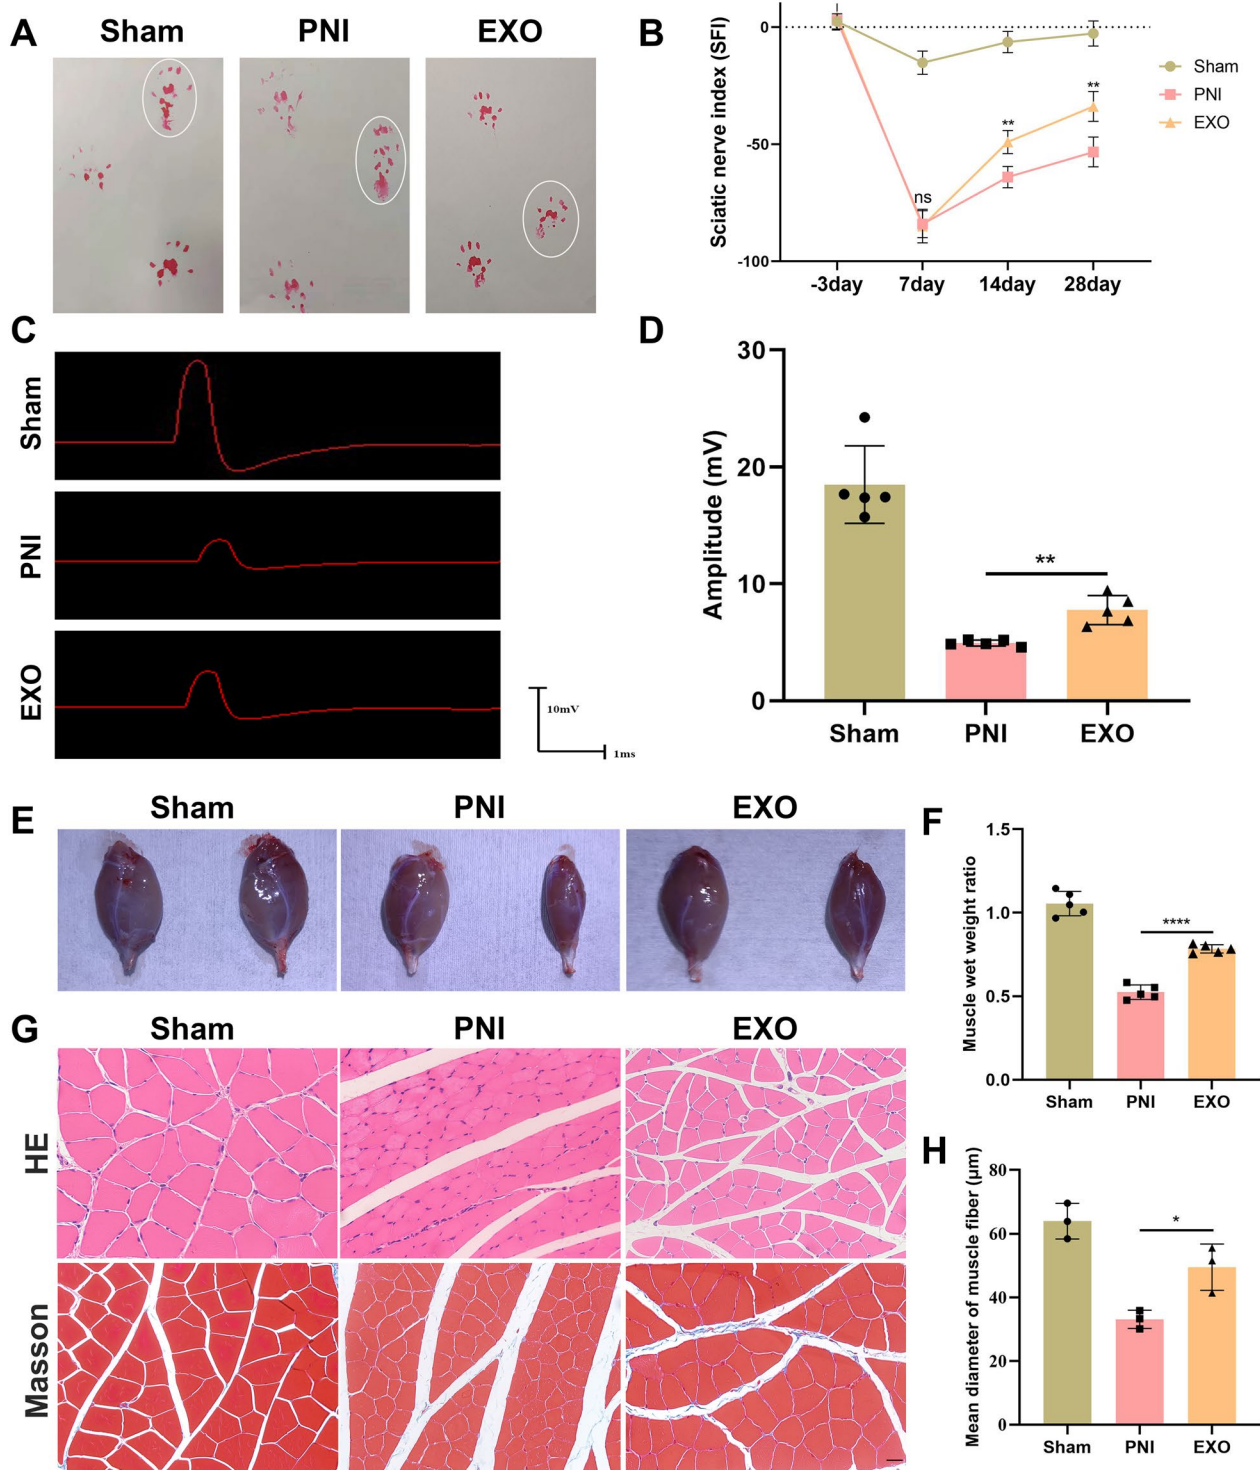 A
Sham
PNI
EXO
B
Sciatic nerve index (SFI)
0
-50
-100
ns
**
**
-3day
7day
14day
28day
Sham
PNI
EXO
C
Sham
PNI
EXO
10mV
1ms
D
Amplitude (mV)
30
20
10
0
**
Sham
PNI
EXO
E
Sham
PNI
EXO
F
Muscle wet weight ratio
1.5
1.0
0.5
0.0
****
Sham
PNI
EXO
G
Sham
PNI
EXO
HE
Masson
H
Mean diameter of muscle fiber (μm)
80
60
40
20
0
*
Sham
PNI
EXO